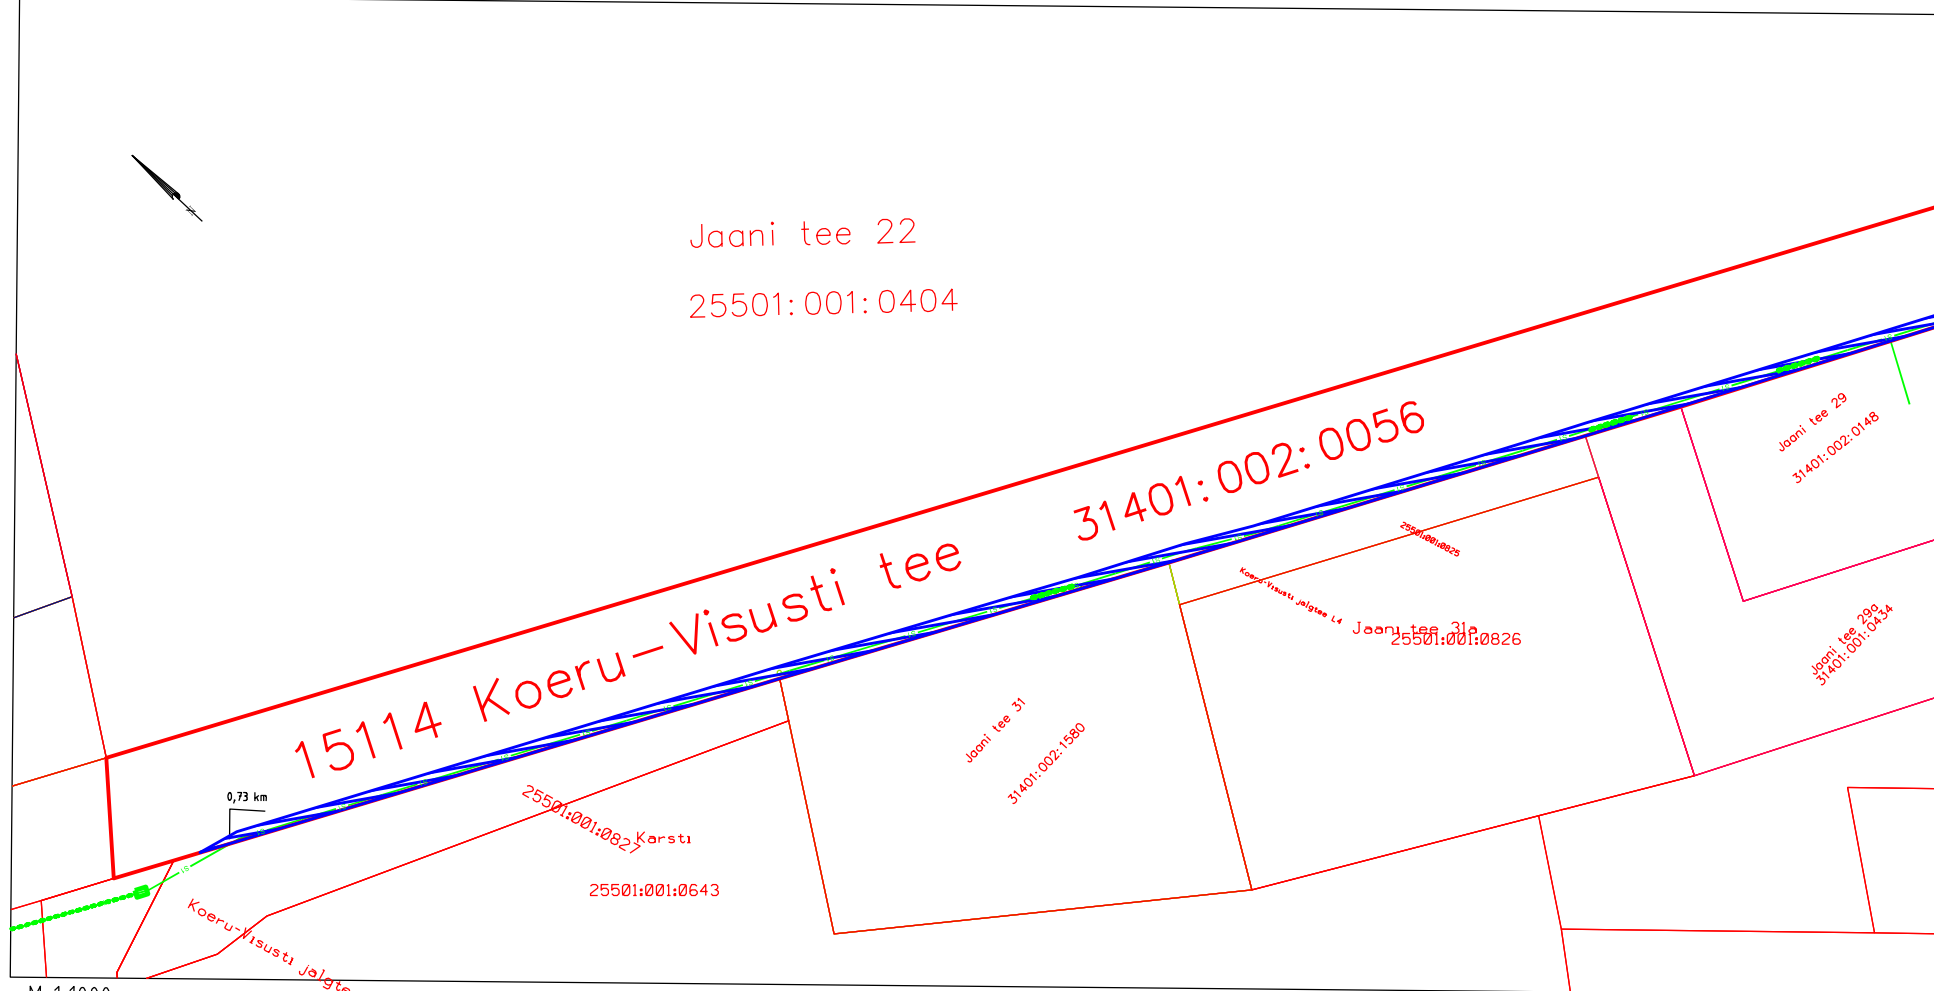 N
Jaani tee 22
25501:001:0404
15114 Koeru-Visusti tee 31401:002:0056
Jaani tee 29
31401:002:0148
25501:001:0825
Koeru-Visusti jalgtee L4
Jaani tee 31a
25501:001:0826
Jaani tee 29a
31401:001:0434
Jaani tee 31
31401:002:1580
0,73 km
25501:001:0827
Karsti
25501:001:0643
Koeru-Visusti jalgte